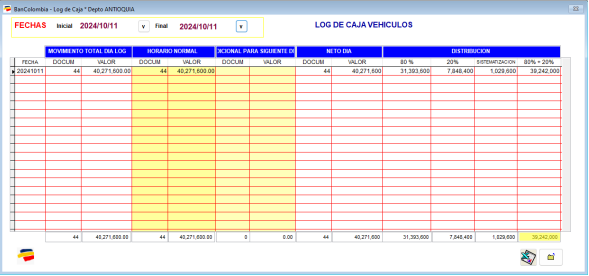 BanColombia - Log de Caja * Depto ANTIOQUIA
FECHAS Inicial 2024/10/11 v Final 2024/10/11 v LOG DE CAJA VEHICULOS
MOVIMIENTO TOTAL DIA LOG HORARIO NORMAL DICIONAL PARA SIGUIENTE DI NETO DIA DISTRIBUCION
FECHA DOCUM VALOR DOCUM VALOR DOCUM VALOR DOCUM VALOR 80 % 20% SISTEMATIZACION 80% + 20%
20241011 44 40,271,600.00 44 40,271,600.00 44 40,271,600 31,393,600 7,848,400 1,029,600 39,242,000
44 40,271,600.00 44 40,271,600.00 0 0.00 44 40,271,600 31,393,600 7,848,400 1,029,600 39,242,000